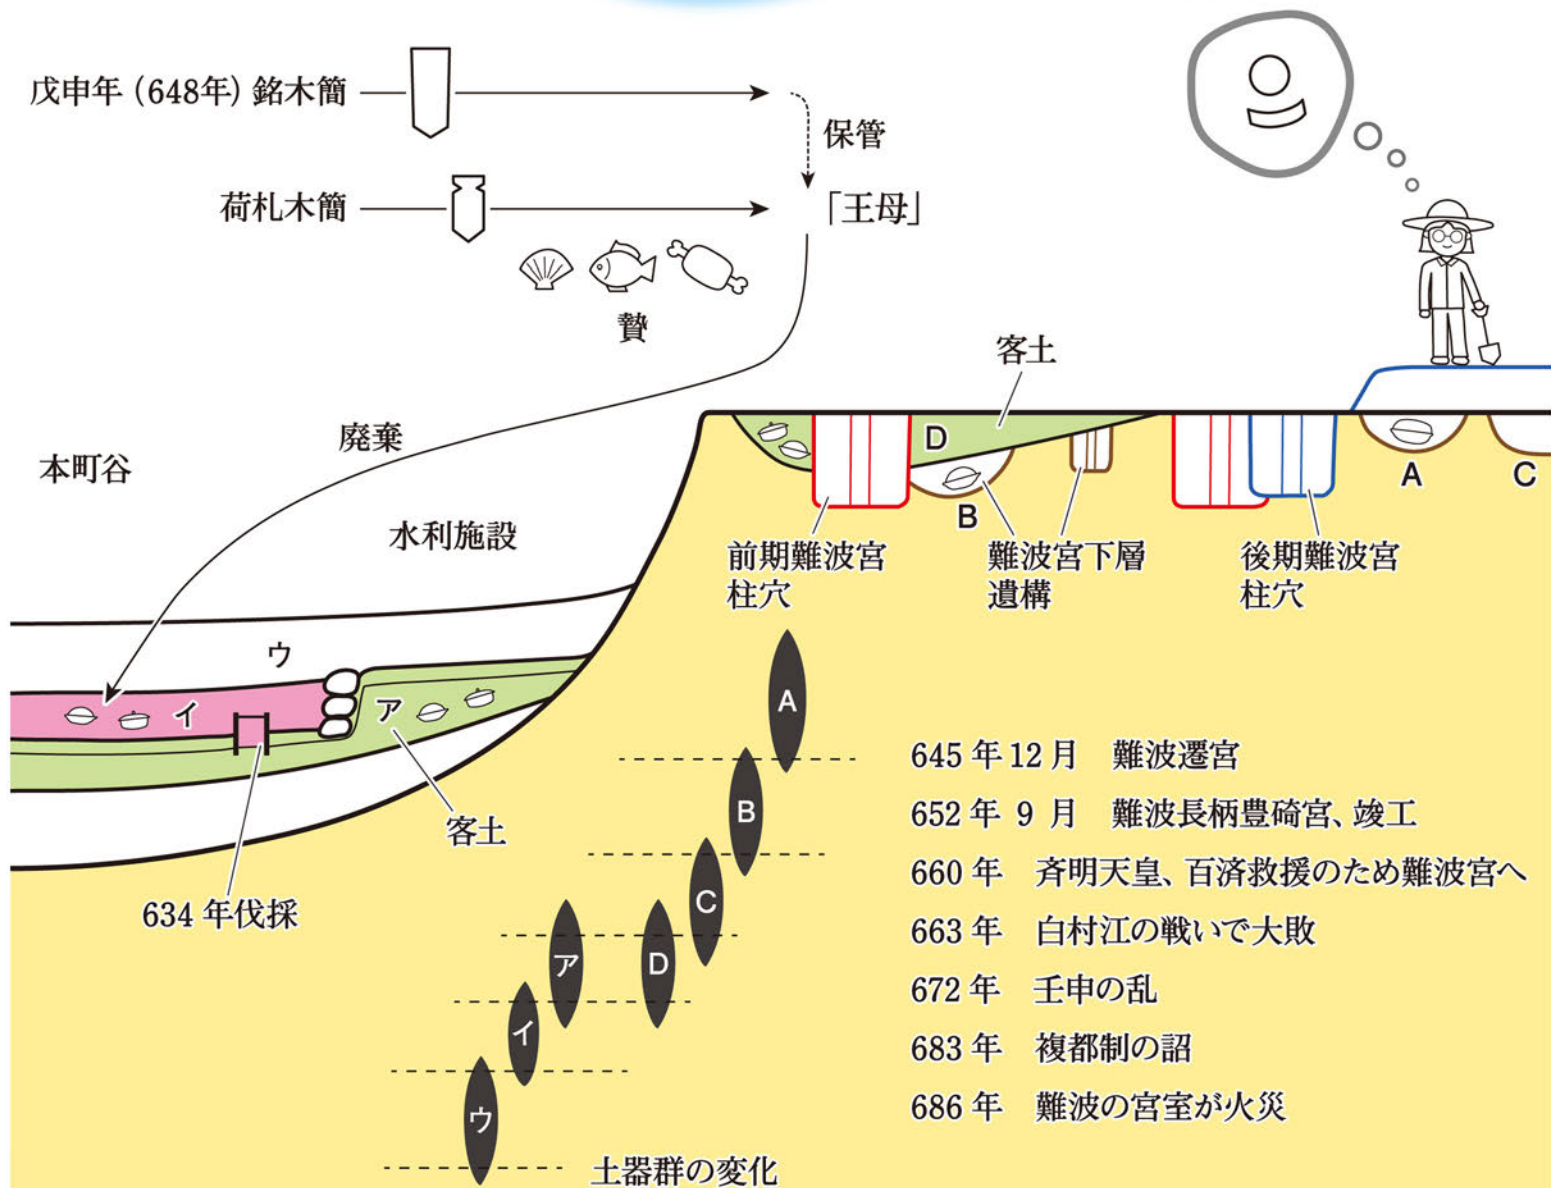 戊申年（648年）銘木簡
保管
荷札木簡
「王母」
贄
客土
廃棄
本町谷
水利施設
D
B
A
C
前期難波宮
柱穴
難波宮下層
遺構
後期難波宮
柱穴
ウ
イ
ア
客土
634年伐採
A
B
C
ア
D
イ
ウ
土器群の変化
645年12月　難波遷宮
652年 9 月　難波長柄豊碕宮、竣工
660年　斉明天皇、百済救援のため難波宮へ
663年　白村江の戦いで大敗
672年　壬申の乱
683年　複都制の詔
686年　難波の宮室が火災